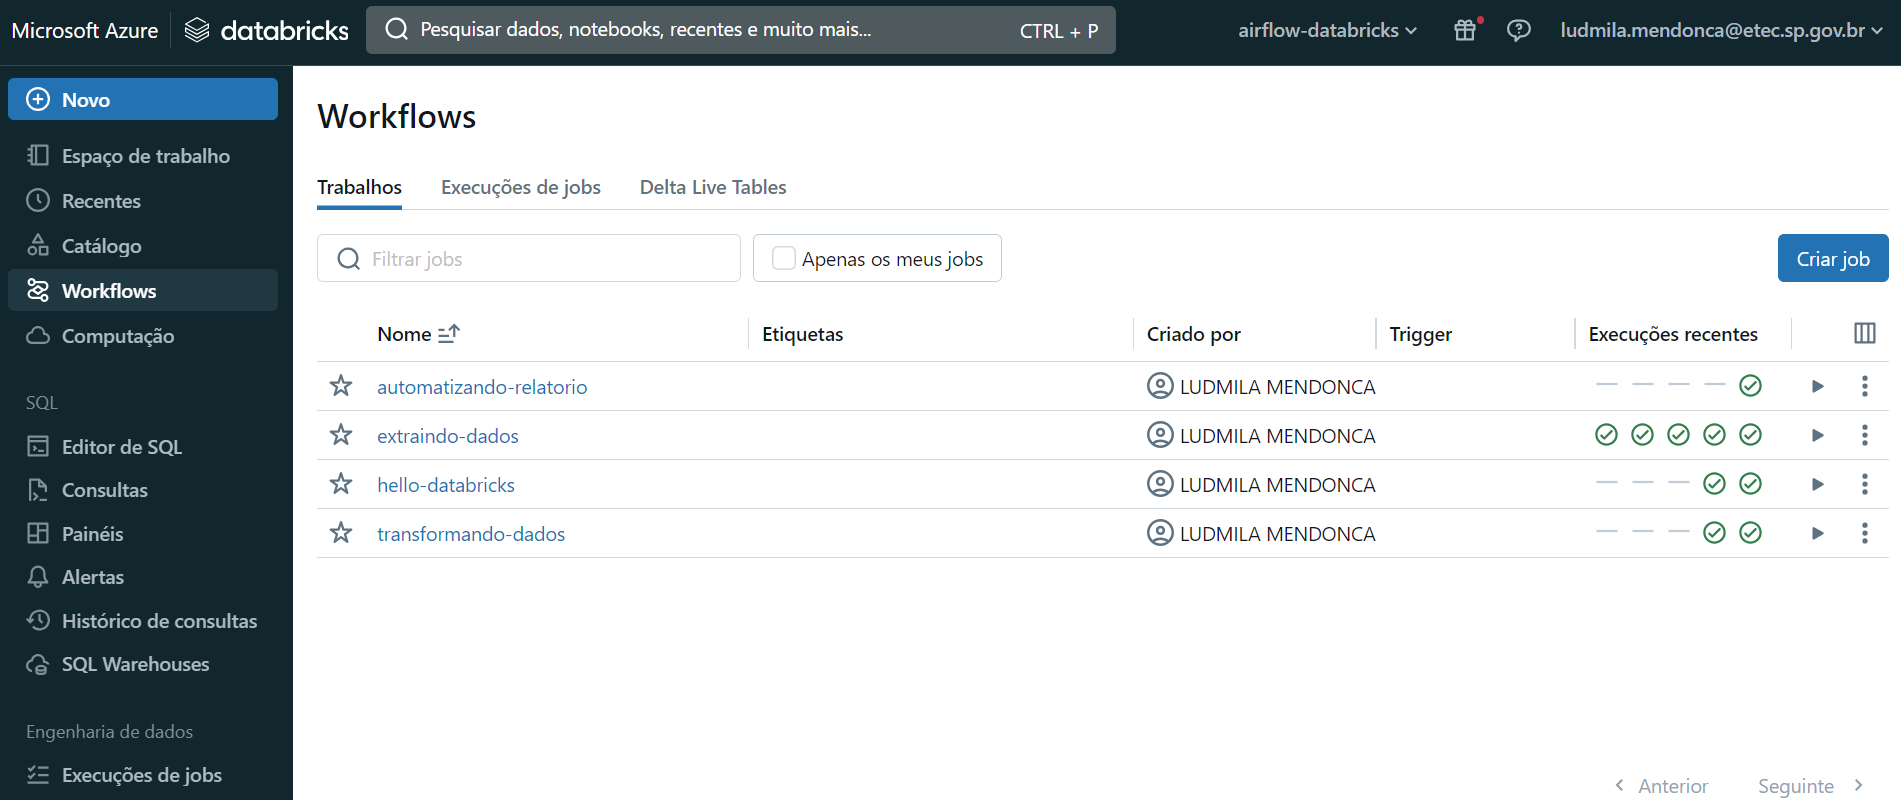 Microsoft Azure databricks Pesquisar dados, notebooks, recentes e muito mais... CTRL + P airflow-databricks ludmila.mendonca@etec.sp.gov.br
Novo
Espaço de trabalho
Recentes
Catálogo
Workflows
Computação
SQL
Editor de SQL
Consultas
Painéis
Alertas
Histórico de consultas
SQL Warehouses
Engenharia de dados
Execuções de jobs
Workflows
Trabalhos Execuções de jobs Delta Live Tables
Filtrar jobs Apenas os meus jobs Criar job
Nome Etiquetas Criado por Trigger Execuções recentes
automatizando-relatorio LUDMILA MENDONCA
extraindo-dados LUDMILA MENDONCA
hello-databricks LUDMILA MENDONCA
transformando-dados LUDMILA MENDONCA
Anterior Seguinte